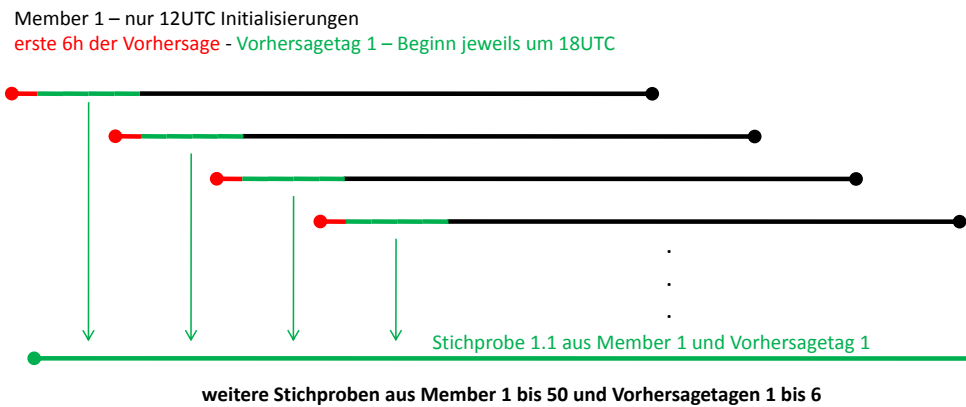 Member 1 – nur 12UTC Initialisierungen
erste 6h der Vorhersage - Vorhersagetag 1 – Beginn jeweils um 18UTC
.
.
.
Stichprobe 1.1 aus Member 1 und Vorhersagetag 1
weitere Stichproben aus Member 1 bis 50 und Vorhersagetagen 1 bis 6